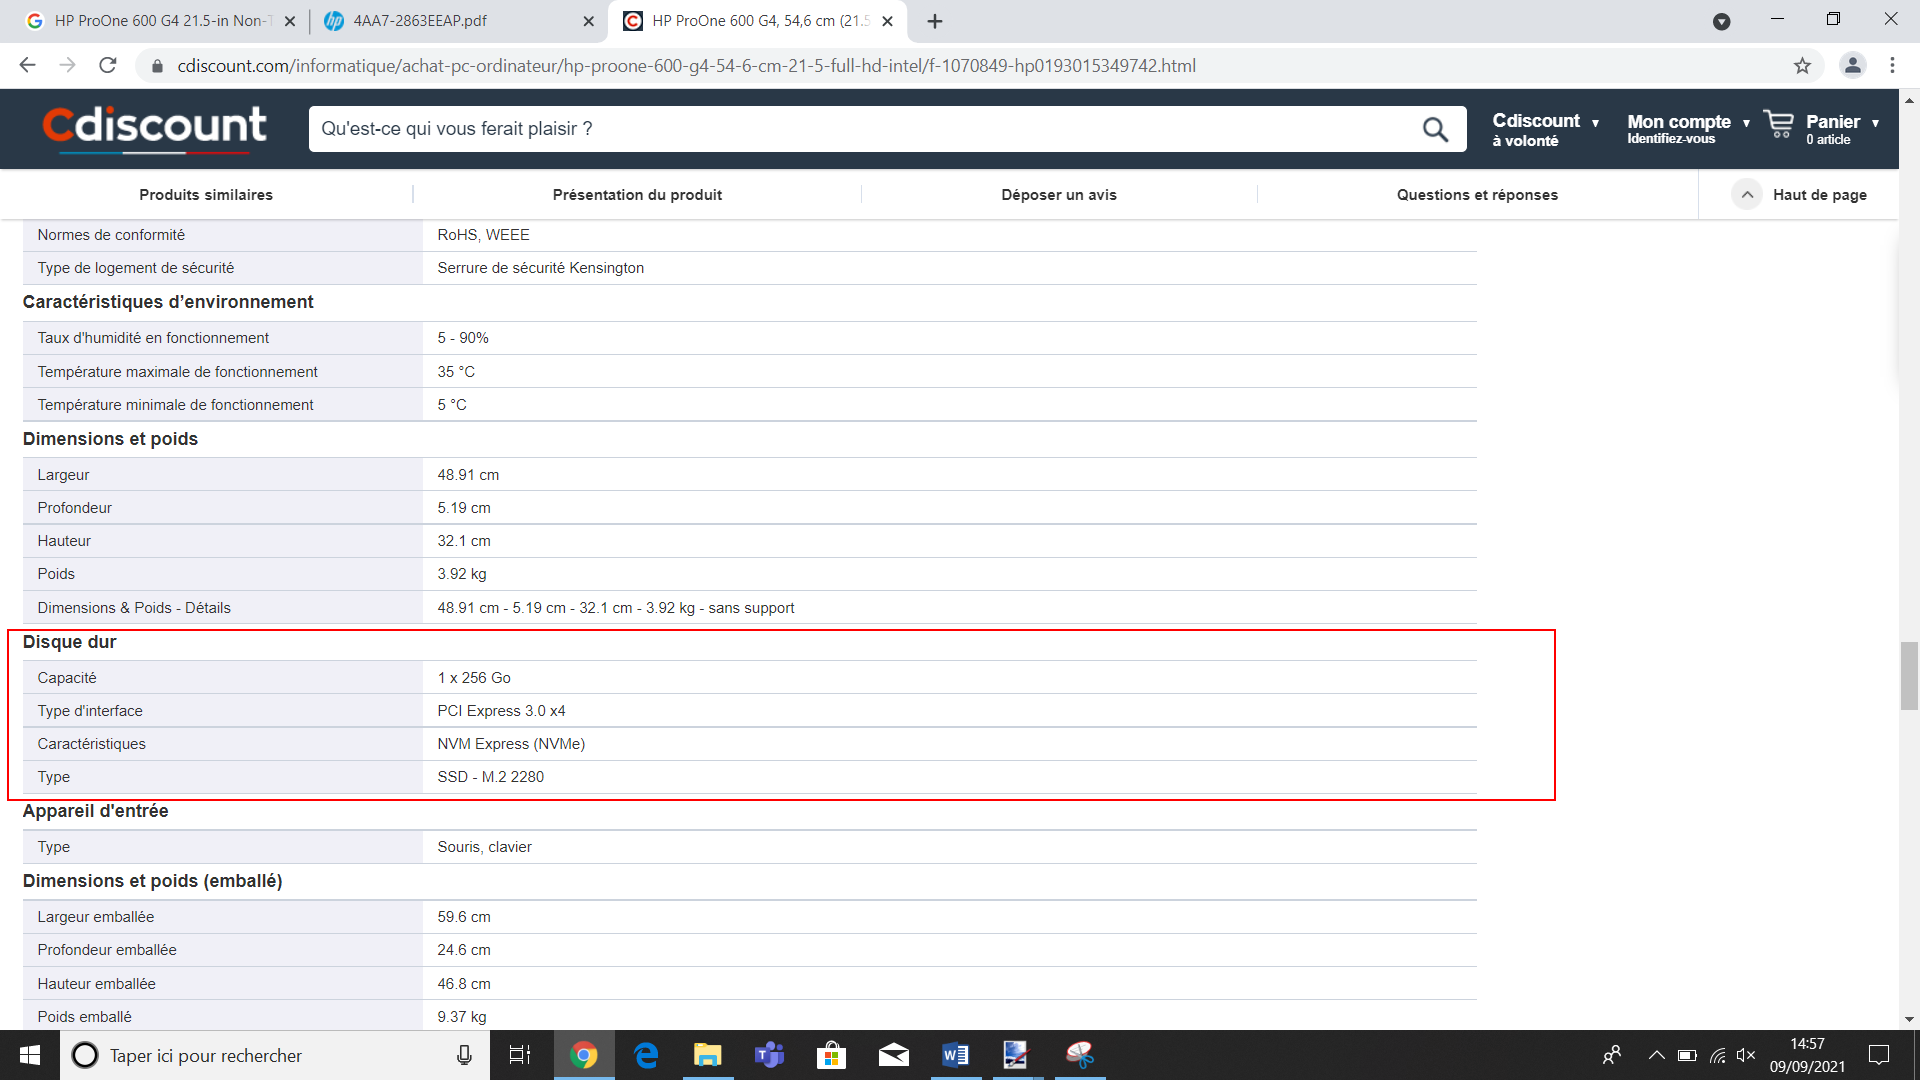 HP ProOne 600 G4 21.5-in Non-T
4AA7-2863EEAP.pdf
HP ProOne 600 G4, 54,6 cm (21.5
cdiscount.com/informatique/achat-pc-ordinateur/hp-proone-600-g4-54-6-cm-21-5-full-hd-intel/f-1070849-hp0193015349742.html
Cdiscount
Qu'est-ce qui vous ferait plaisir ?
Cdiscount
à volonté
Mon compte
Identifiez-vous
Panier
0 article
Produits similaires
Présentation du produit
Déposer un avis
Questions et réponses
Haut de page
Normes de conformité RoHS, WEEE
Type de logement de sécurité Serrure de sécurité Kensington
Caractéristiques d’environnement
Taux d'humidité en fonctionnement 5 - 90%
Température maximale de fonctionnement 35 °C
Température minimale de fonctionnement 5 °C
Dimensions et poids
Largeur 48.91 cm
Profondeur 5.19 cm
Hauteur 32.1 cm
Poids 3.92 kg
Dimensions & Poids - Détails 48.91 cm - 5.19 cm - 32.1 cm - 3.92 kg - sans support
Disque dur
Capacité 1 x 256 Go
Type d'interface PCI Express 3.0 x4
Caractéristiques NVM Express (NVMe)
Type SSD - M.2 2280
Appareil d'entrée
Type Souris, clavier
Dimensions et poids (emballé)
Largeur emballée 59.6 cm
Profondeur emballée 24.6 cm
Hauteur emballée 46.8 cm
Poids emballé 9.37 kg
Taper ici pour rechercher
14:57
09/09/2021